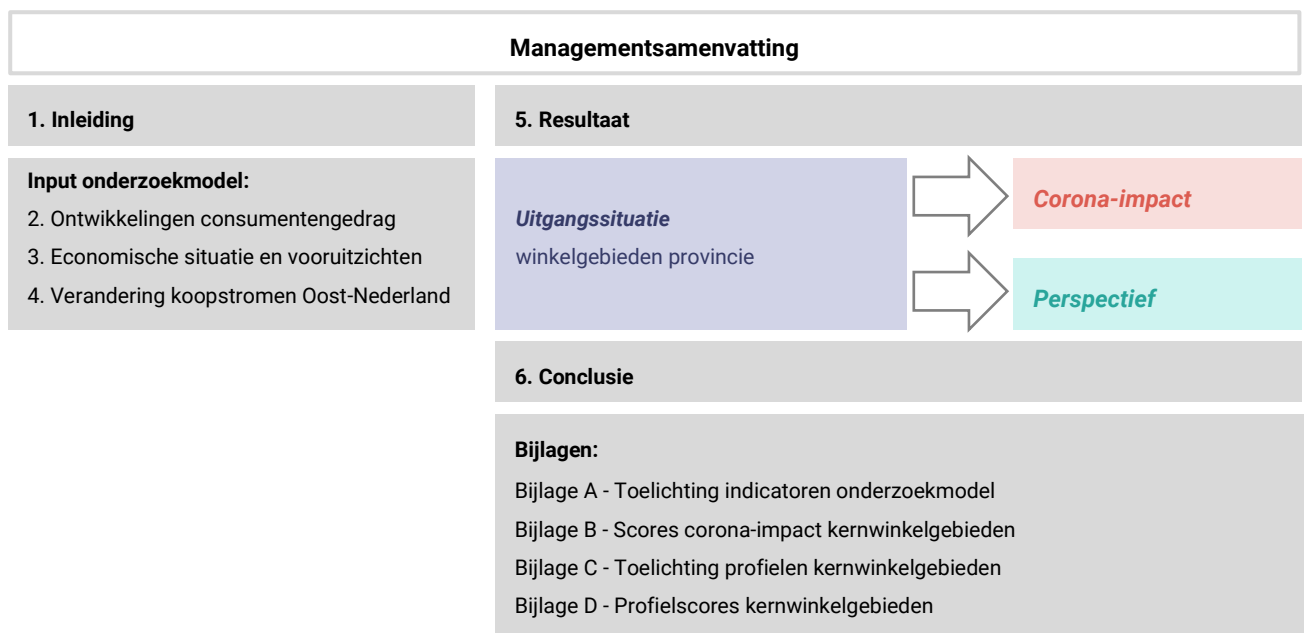 Managementsamenvatting
1. Inleiding
Input onderzoekmodel:
2. Ontwikkelingen consumentengedrag
3. Economische situatie en vooruitzichten
4. Verandering koopstromen Oost-Nederland
5. Resultaat
Uitgangssituatie
winkelgebieden provincie
Corona-impact
Perspectief
6. Conclusie
Bijlagen:
Bijlage A - Toelichting indicatoren onderzoekmodel
Bijlage B - Scores corona-impact kernwinkelgebieden
Bijlage C - Toelichting profielen kernwinkelgebieden
Bijlage D - Profielscores kernwinkelgebieden